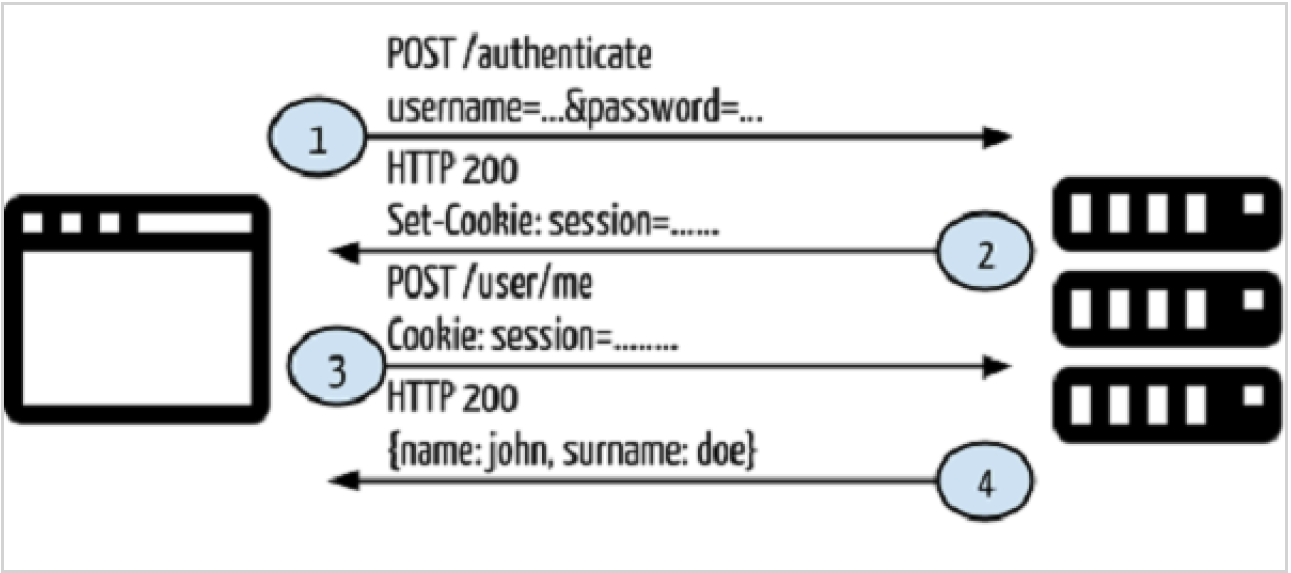 POST /authenticate
username=...&password=...
1
HTTP 200
Set-Cookie: session=......
2
POST /user/me
Cookie: session=........
3
HTTP 200
{name: john, surname: doe}
4